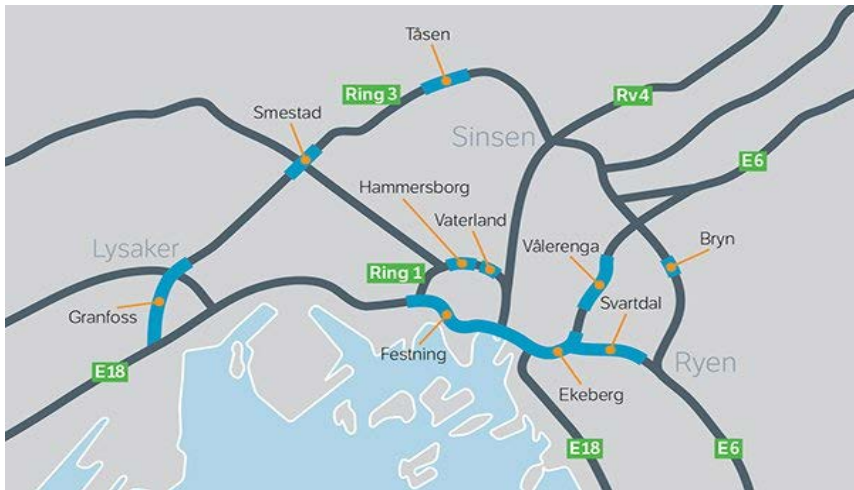 Tåsen
Ring 3
Rv4
Smestad
Sinsen
E6
Hammersborg
Vaterland
Lysaker
Vålerenga
Bryn
Ring 1
Svartdal
Granfoss
Festning
Ryen
E18
Ekeberg
E18
E6